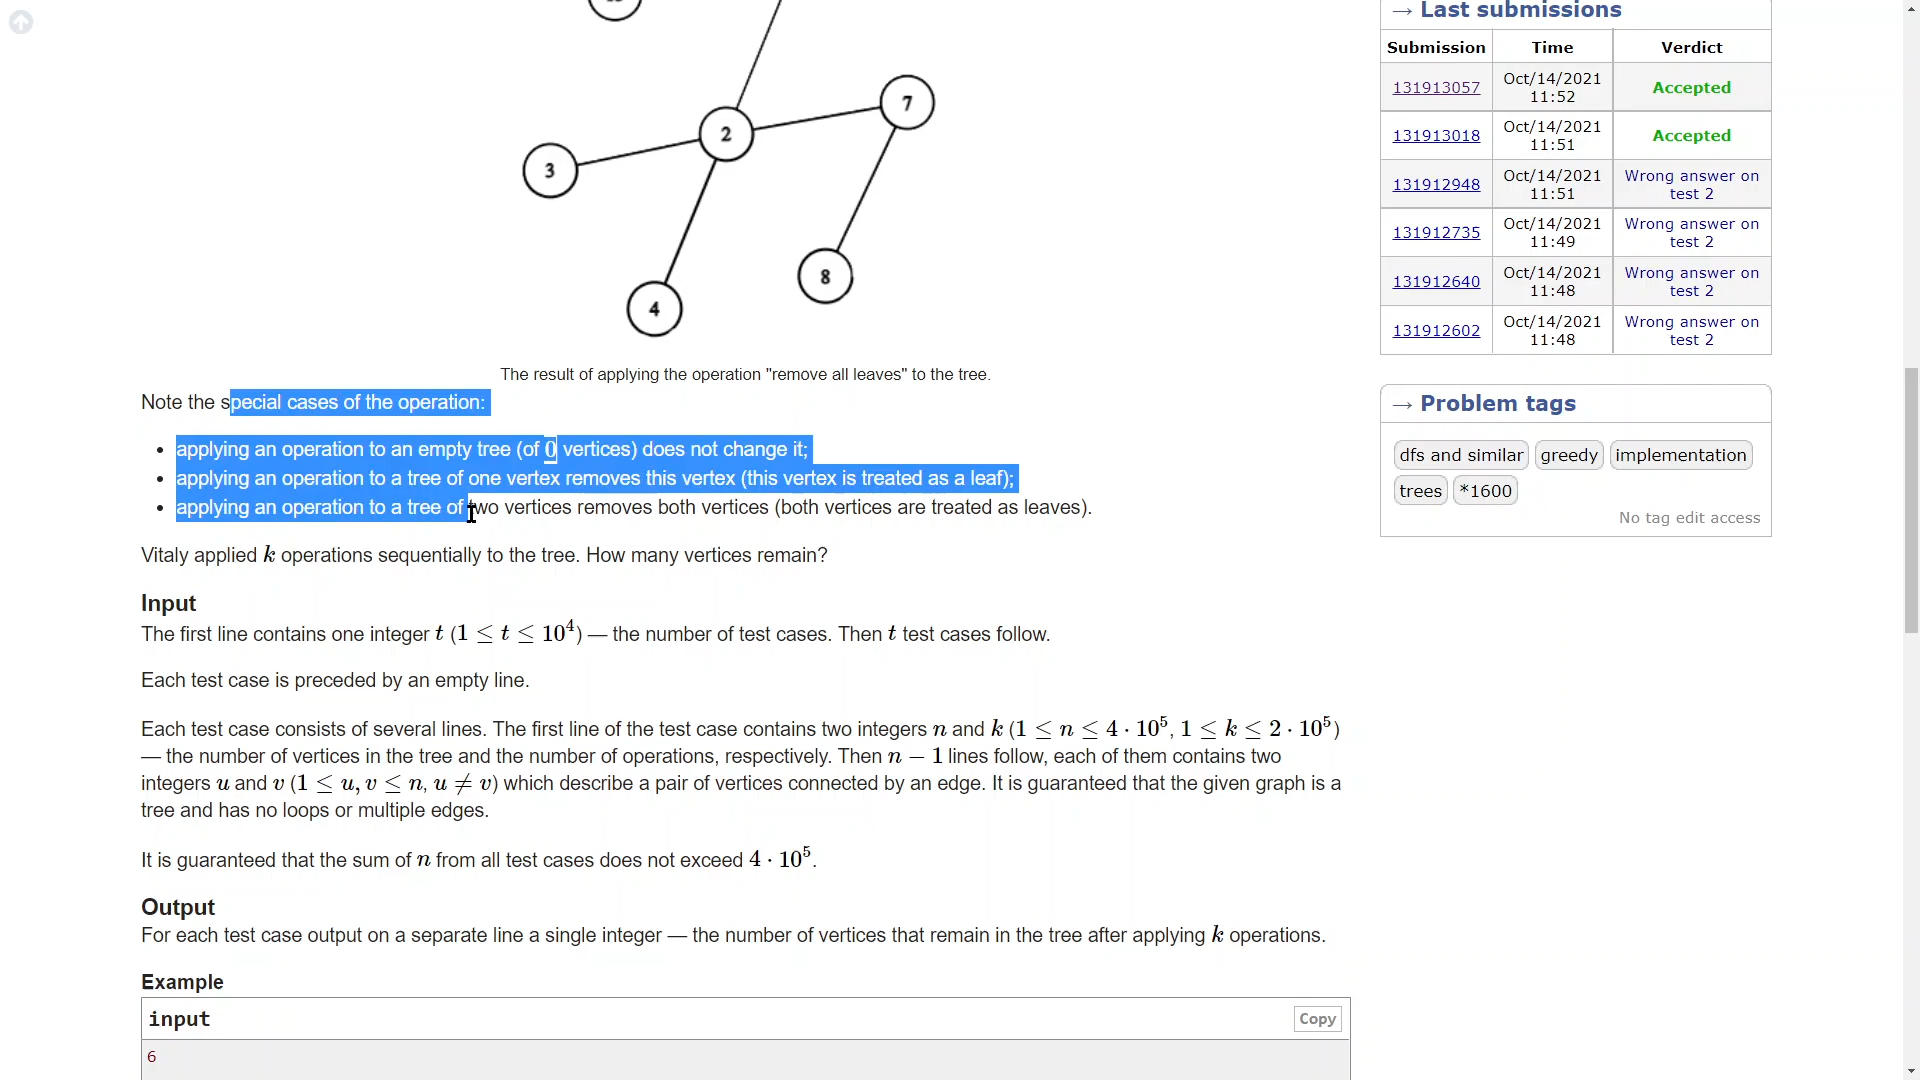 2
7
3
8
4
The result of applying the operation "remove all leaves" to the tree.
Note the special cases of the operation:
• applying an operation to an empty tree (of 0 vertices) does not change it;
• applying an operation to a tree of one vertex removes this vertex (this vertex is treated as a leaf);
• applying an operation to a tree of two vertices removes both vertices (both vertices are treated as leaves).
Vitaly applied k operations sequentially to the tree. How many vertices remain?
Input
The first line contains one integer t (1 ≤ t ≤ 10⁴) — the number of test cases. Then t test cases follow.
Each test case is preceded by an empty line.
Each test case consists of several lines. The first line of the test case contains two integers n and k (1 ≤ n ≤ 4 · 10⁵, 1 ≤ k ≤ 2 · 10⁵)
— the number of vertices in the tree and the number of operations, respectively. Then n − 1 lines follow, each of them contains two
integers u and v (1 ≤ u, v ≤ n, u ≠ v) which describe a pair of vertices connected by an edge. It is guaranteed that the given graph is a
tree and has no loops or multiple edges.
It is guaranteed that the sum of n from all test cases does not exceed 4 · 10⁵.
Output
For each test case output on a separate line a single integer — the number of vertices that remain in the tree after applying k operations.
Example
input
Copy
6
→ Last submissions
Submission Time Verdict
131913057 Oct/14/2021 11:52 Accepted
131913018 Oct/14/2021 11:51 Accepted
131912948 Oct/14/2021 11:51 Wrong answer on test 2
131912735 Oct/14/2021 11:49 Wrong answer on test 2
131912640 Oct/14/2021 11:48 Wrong answer on test 2
131912602 Oct/14/2021 11:48 Wrong answer on test 2
→ Problem tags
dfs and similar greedy implementation
trees *1600
No tag edit access